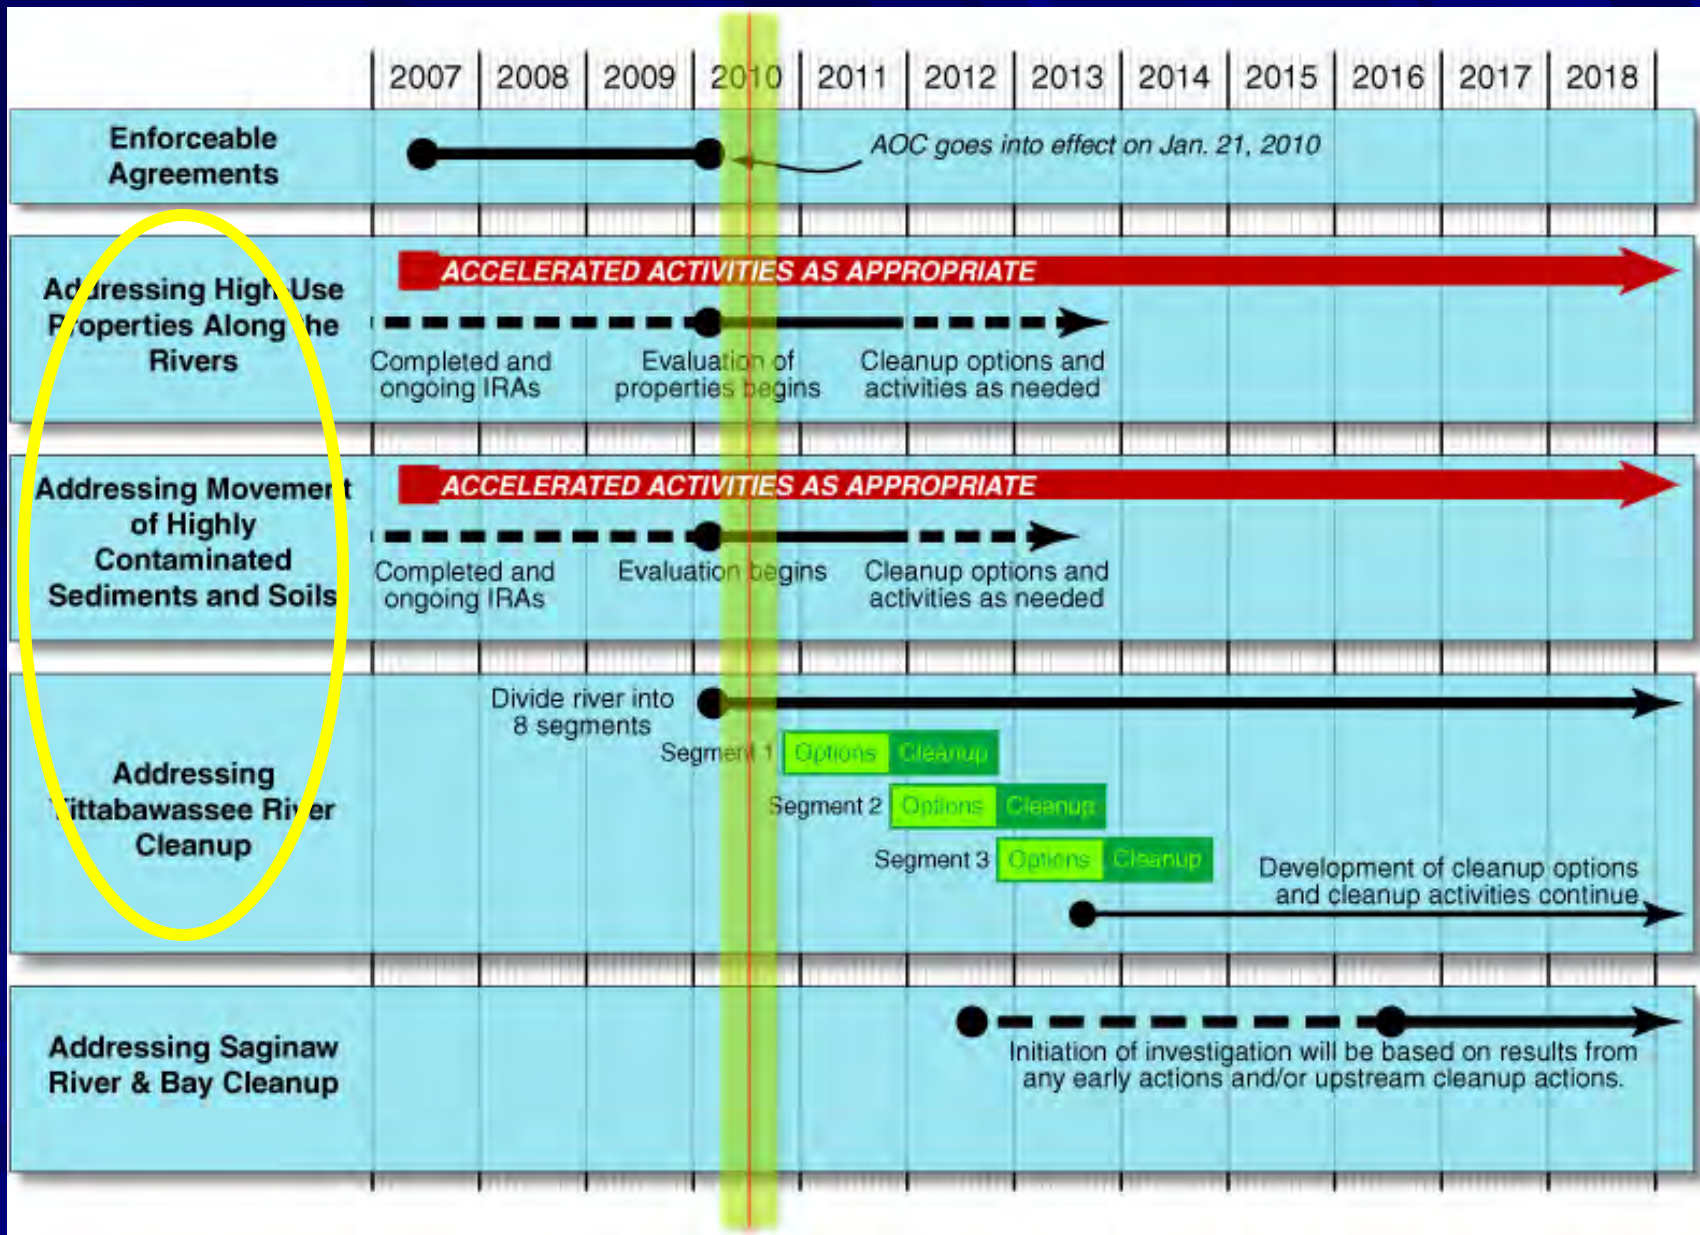 2007 2008 2009 2010 2011 2012 2013 2014 2015 2016 2017 2018
Enforceable
Agreements
AOC goes into effect on Jan. 21, 2010
Addressing High-Use
Properties Along the
Rivers
ACCELERATED ACTIVITIES AS APPROPRIATE
Completed and
ongoing IRAs
Evaluation of
properties begins
Cleanup options and
activities as needed
Addressing Movement
of Highly
Contaminated
Sediments and Soils
ACCELERATED ACTIVITIES AS APPROPRIATE
Completed and
ongoing IRAs
Evaluation begins
Cleanup options and
activities as needed
Addressing
Tittabawassee River
Cleanup
Divide river into
8 segments
Segment 1 Options Cleanup
Segment 2 Options Cleanup
Segment 3 Options Cleanup
Development of cleanup options
and cleanup activities continue
Addressing Saginaw
River & Bay Cleanup
Initiation of investigation will be based on results from
any early actions and/or upstream cleanup actions.